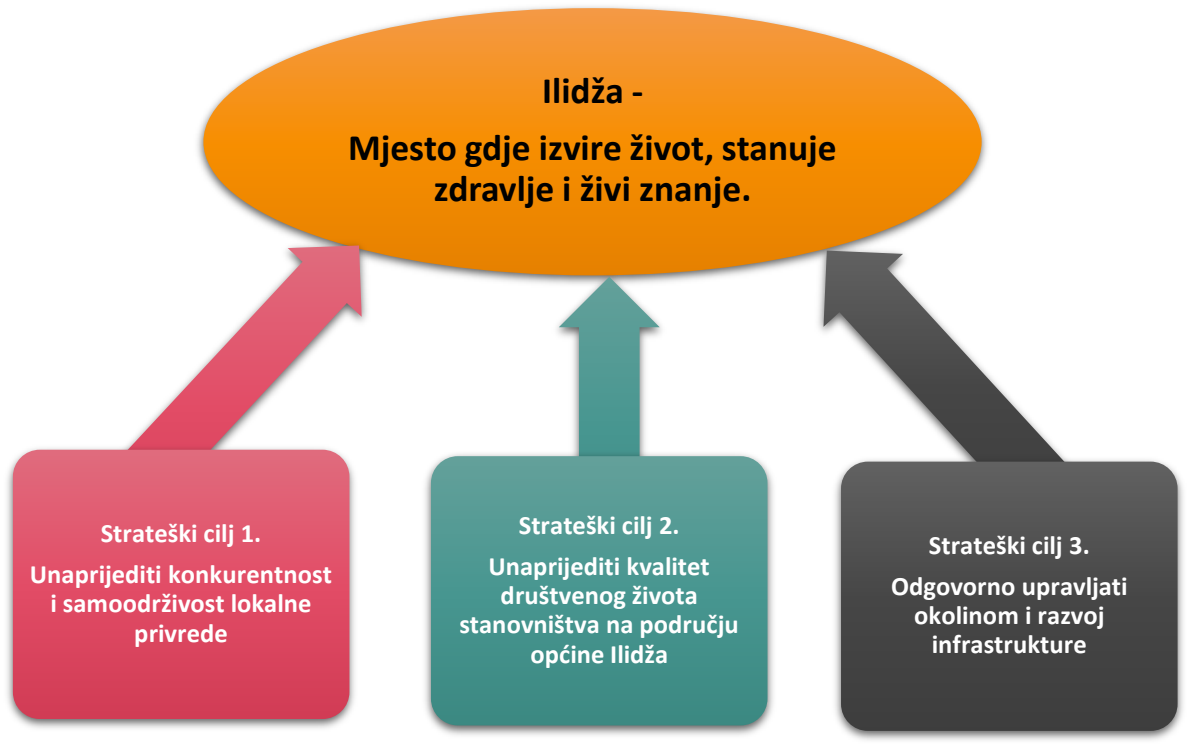 Ilidža -
Mjesto gdje izvire život, stanuje
zdravlje i živi znanje.
Strateški cilj 1.
Unaprijediti konkurentnost
i samoodrživost lokalne
privrede
Strateški cilj 2.
Unaprijediti kvalitet
društvenog života
stanovništva na području
općine Ilidža
Strateški cilj 3.
Odgovorno upravljati
okolinom i razvoj
infrastrukture